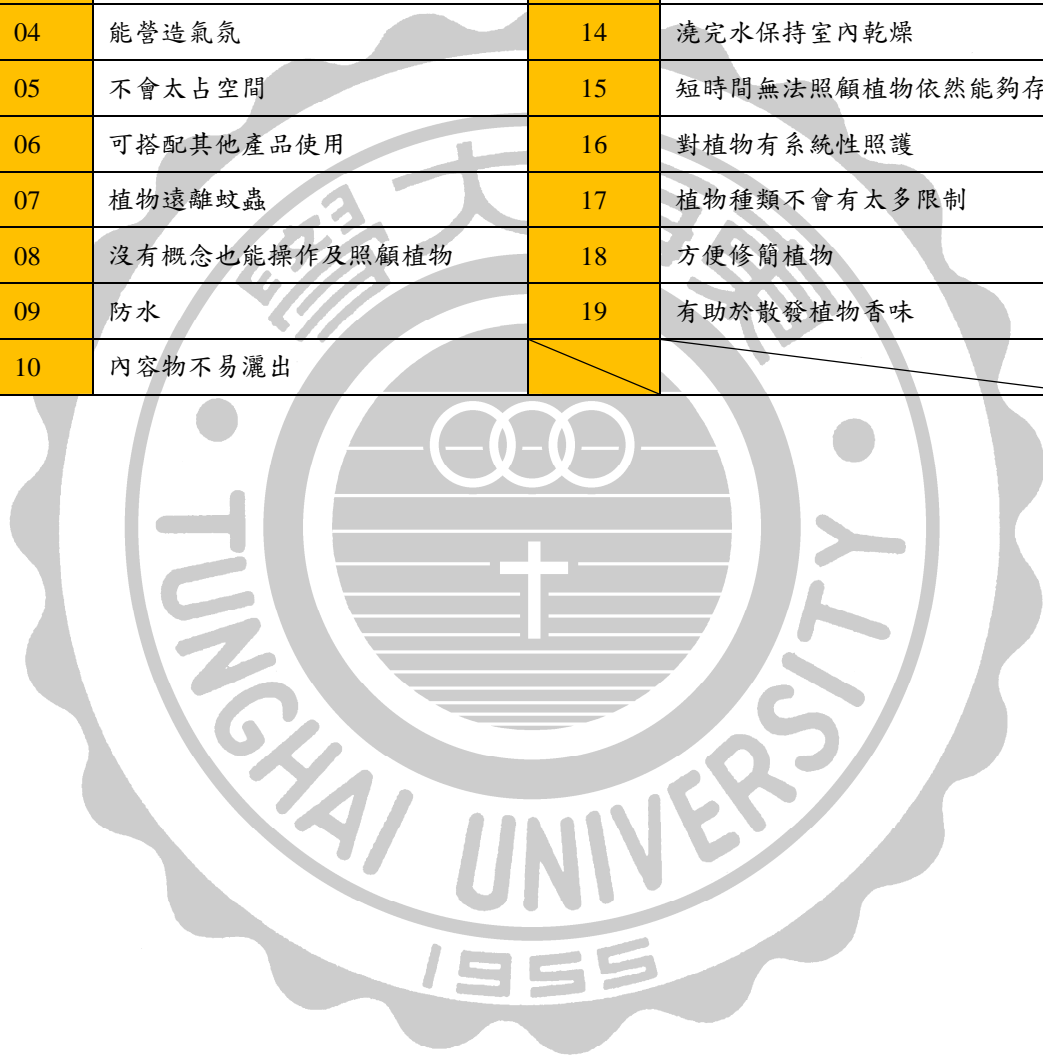 04 能營造氣氛 14 澆完水保持室內乾燥
05 不會太占空間 15 短時間無法照顧植物依然能夠存
06 可搭配其他產品使用 16 對植物有系統性照護
07 植物遠離蚊蟲 17 植物種類不會有太多限制
08 沒有概念也能操作及照顧植物 18 方便修簡植物
09 防水 19 有助於散發植物香味
10 內容物不易灑出
TUNGHAI UNIVERSITY
1955